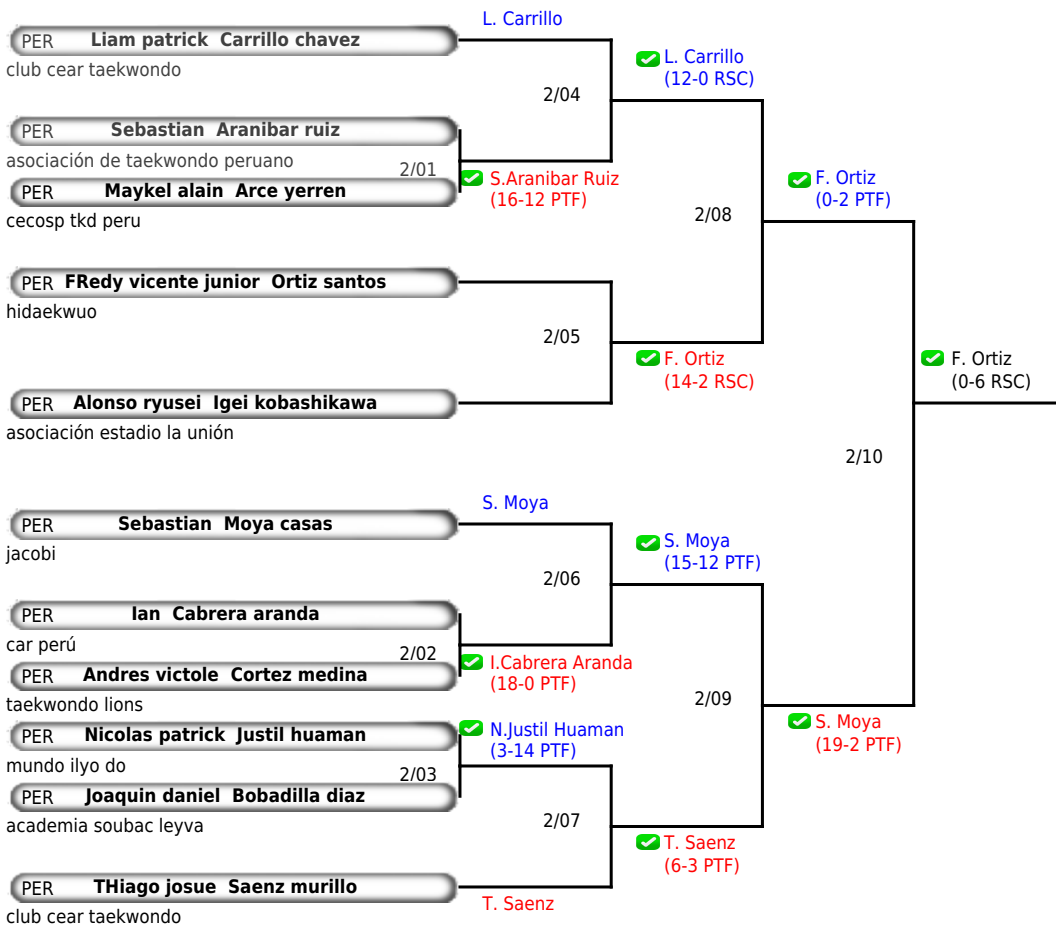 L. Carrillo
PER Liam patrick Carrillo chavez
club cear taekwondo
L. Carrillo
(12-0 RSC)
2/04
PER Sebastian Aranibar ruiz
asociación de taekwondo peruano
2/01
S.Aranibar Ruiz
(16-12 PTF)
PER Maykel alain Arce yerren
cecosp tkd peru
F. Ortiz
(0-2 PTF)
2/08
PER FRedy vicente junior Ortiz santos
hidaekwuo
2/05
F. Ortiz
(14-2 RSC)
F. Ortiz
(0-6 RSC)
PER Alonso ryusei Igei kobashikawa
asociación estadio la unión
2/10
S. Moya
PER Sebastian Moya casas
jacobi
S. Moya
(15-12 PTF)
2/06
PER Ian Cabrera aranda
car perú
2/02
I.Cabrera Aranda
(18-0 PTF)
PER Andres victole Cortez medina
taekwondo lions
2/09
N.Justil Huaman
(3-14 PTF)
PER Nicolas patrick Justil huaman
mundo ilyo do
2/03
S. Moya
(19-2 PTF)
PER Joaquin daniel Bobadilla diaz
academia soubac leyva
2/07
T. Saenz
(6-3 PTF)
PER THiago josue Saenz murillo
club cear taekwondo
T. Saenz